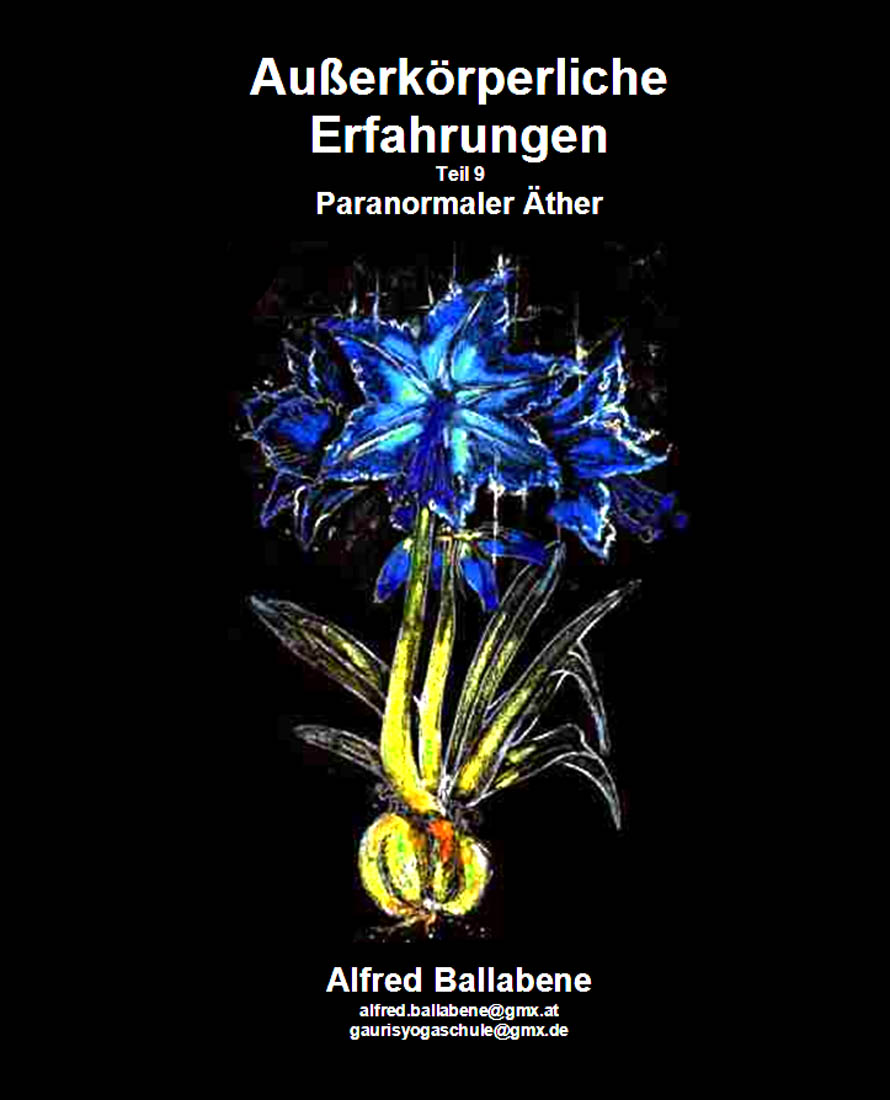 Außerkörperliche
Erfahrungen
Teil 9
Paranormaler Äther
Alfred Ballabene
alfred.ballabene@gmx.at
gaurisyogaschule@gmx.de